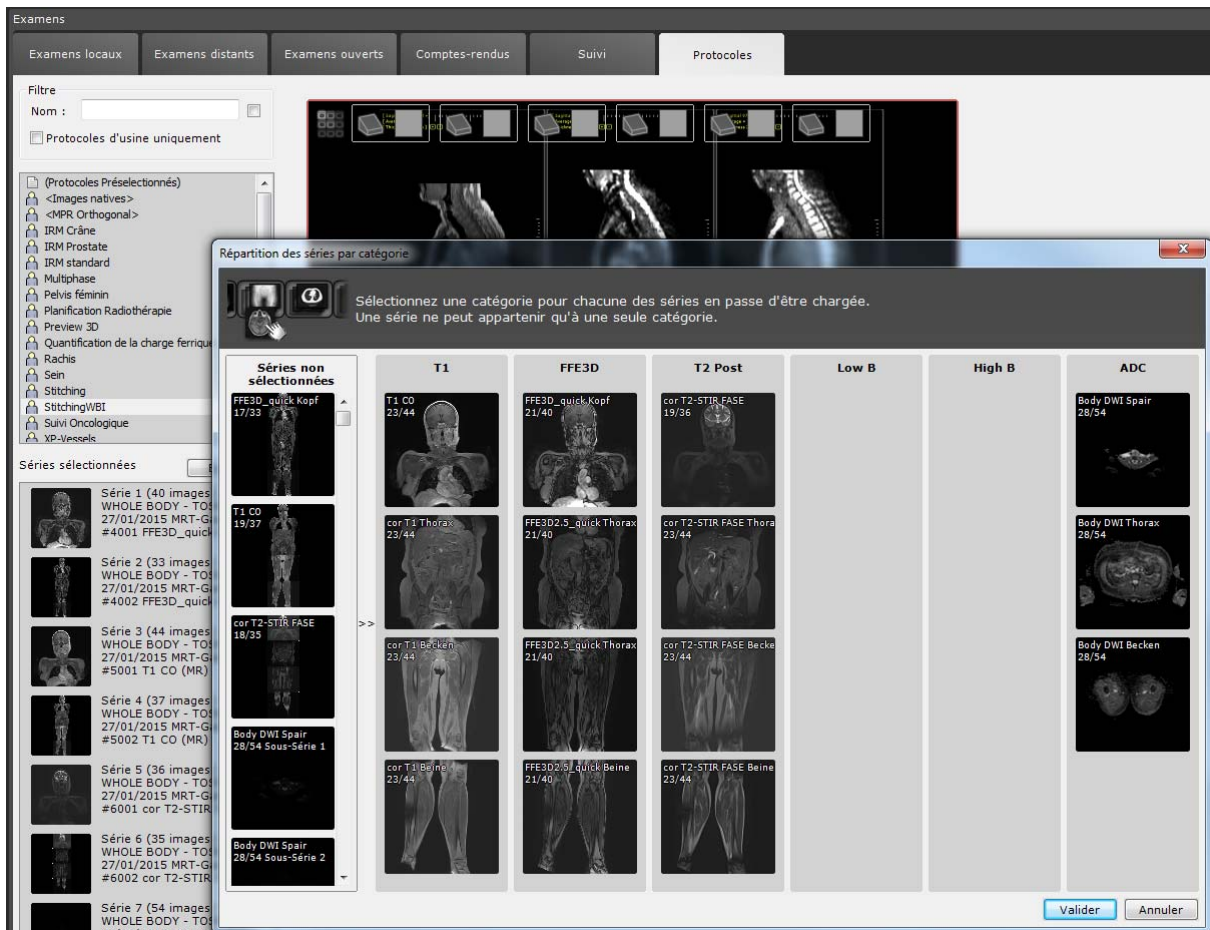 Examens
Examens locaux
Examens distants
Examens ouverts
Comptes-rendus
Suivi
Protocoles
Filtre
Nom :
Protocoles d'usine uniquement
(Protocoles Préselectionnés)
<Images natives>
<MPR Orthogonal>
IRM Crâne
IRM Prostate
IRM standard
Multiphase
Pelvis féminin
Planification Radiothérapie
Preview 3D
Quantification de la charge ferrique
Rachis
Sein
Stitching
StitchingWBI
Suivi Oncologique
XP-Vessels
Séries sélectionnées
Série 1 (40 images
WHOLE BODY - TOS
27/01/2015 MRT-G
#4001 FFE3D_quick
Série 2 (33 images
WHOLE BODY - TOS
27/01/2015 MRT-G
#4002 FFE3D_quick
Série 3 (44 images
WHOLE BODY - TOS
27/01/2015 MRT-G
#5001 T1 CO (MR)
Série 4 (37 images
WHOLE BODY - TOS
27/01/2015 MRT-G
#5002 T1 CO (MR)
Série 5 (36 images
WHOLE BODY - TOS
27/01/2015 MRT-G
#6001 cor T2-STIR
Série 6 (35 images
WHOLE BODY - TOS
27/01/2015 MRT-G
#6002 cor T2-STIR
Série 7 (54 images
WHOLE BODY - TOS
Répartition des séries par catégorie
Sélectionnez une catégorie pour chacune des séries en passe d'être chargée.
Une série ne peut appartenir qu'à une seule catégorie.
Séries non
sélectionnées
FFE3D_quick Kopf
17/33
T1 CO
19/37
cor T2-STIR FASE
18/35
Body DWI Spair
28/54 Sous-Série 1
Body DWI Spair
28/54 Sous-Série 2
>>
T1
T1 CO
23/44
cor T1 Thorax
23/44
cor T1 Becken
23/44
cor T1 Beine
23/44
FFE3D
FFE3D_quick Kopf
21/40
FFE3D2.5_quick Thorax
21/40
FFE3D2.5_quick Thorax
21/40
FFE3D2.5_quick Beine
21/40
T2 Post
cor T2-STIR FASE
19/36
cor T2-STIR FASE Thora
23/44
cor T2-STIR FASE Becke
23/44
cor T2-STIR FASE Beine
23/44
Low B
High B
ADC
Body DWI Spair
28/54
Body DWI Thorax
28/54
Body DWI Becken
28/54
Valider
Annuler